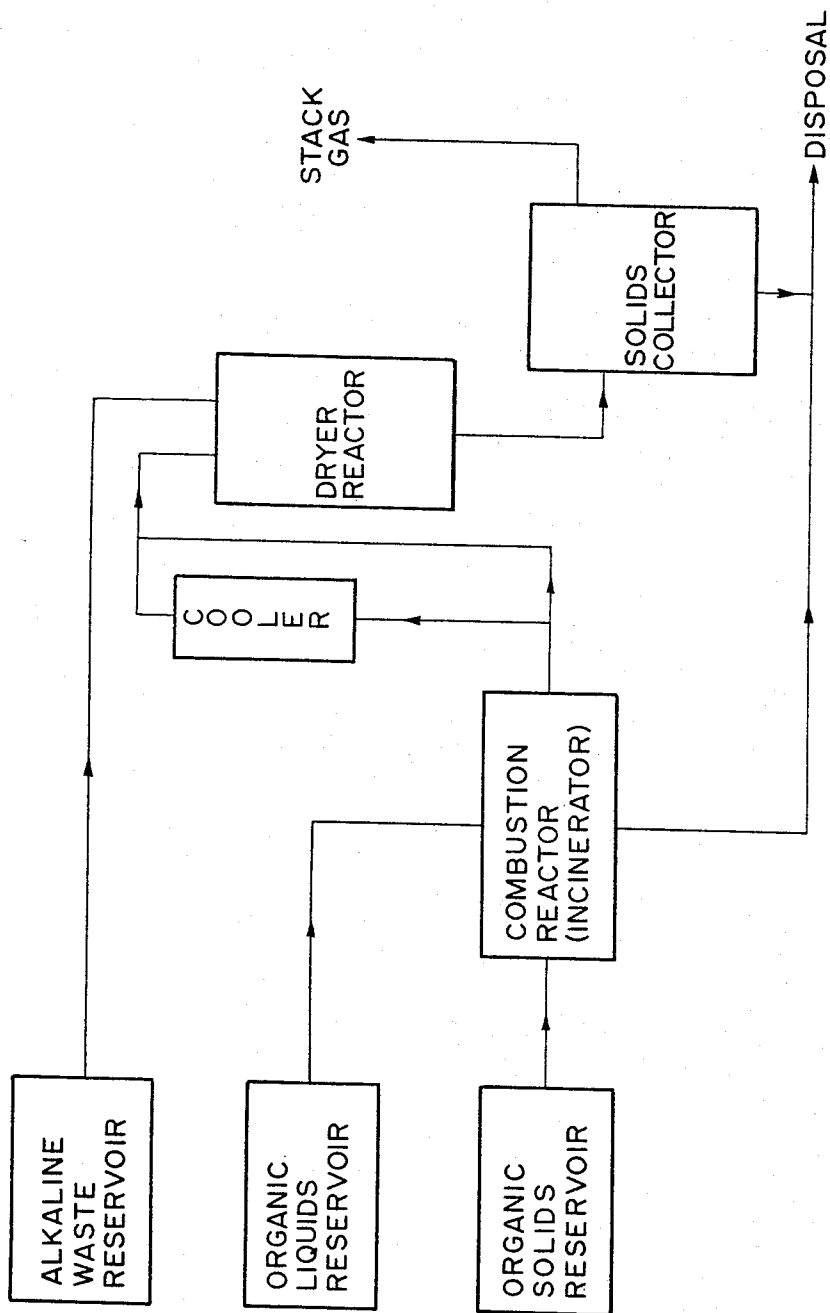 ALKALINE
WASTE
RESERVOIR
ORGANIC
LIQUIDS
RESERVOIR
ORGANIC
SOLIDS
RESERVOIR
COMBUSTION
REACTOR
(INCINERATOR)
COOLER
DRYER
REACTOR
SOLIDS
COLLECTOR
STACK
GAS
DISPOSAL